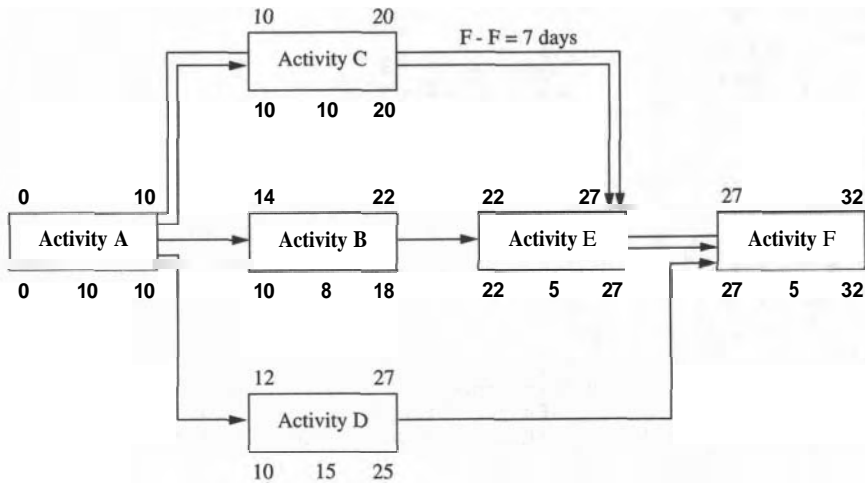 10 20
F - F = 7 days
Activity C
10 10 20
0 10
14 22
22 27
27 32
Activity A
Activity B
Activity E
Activity F
0 10 10
10 8 18
22 5 27
27 5 32
12 27
Activity D
10 15 25